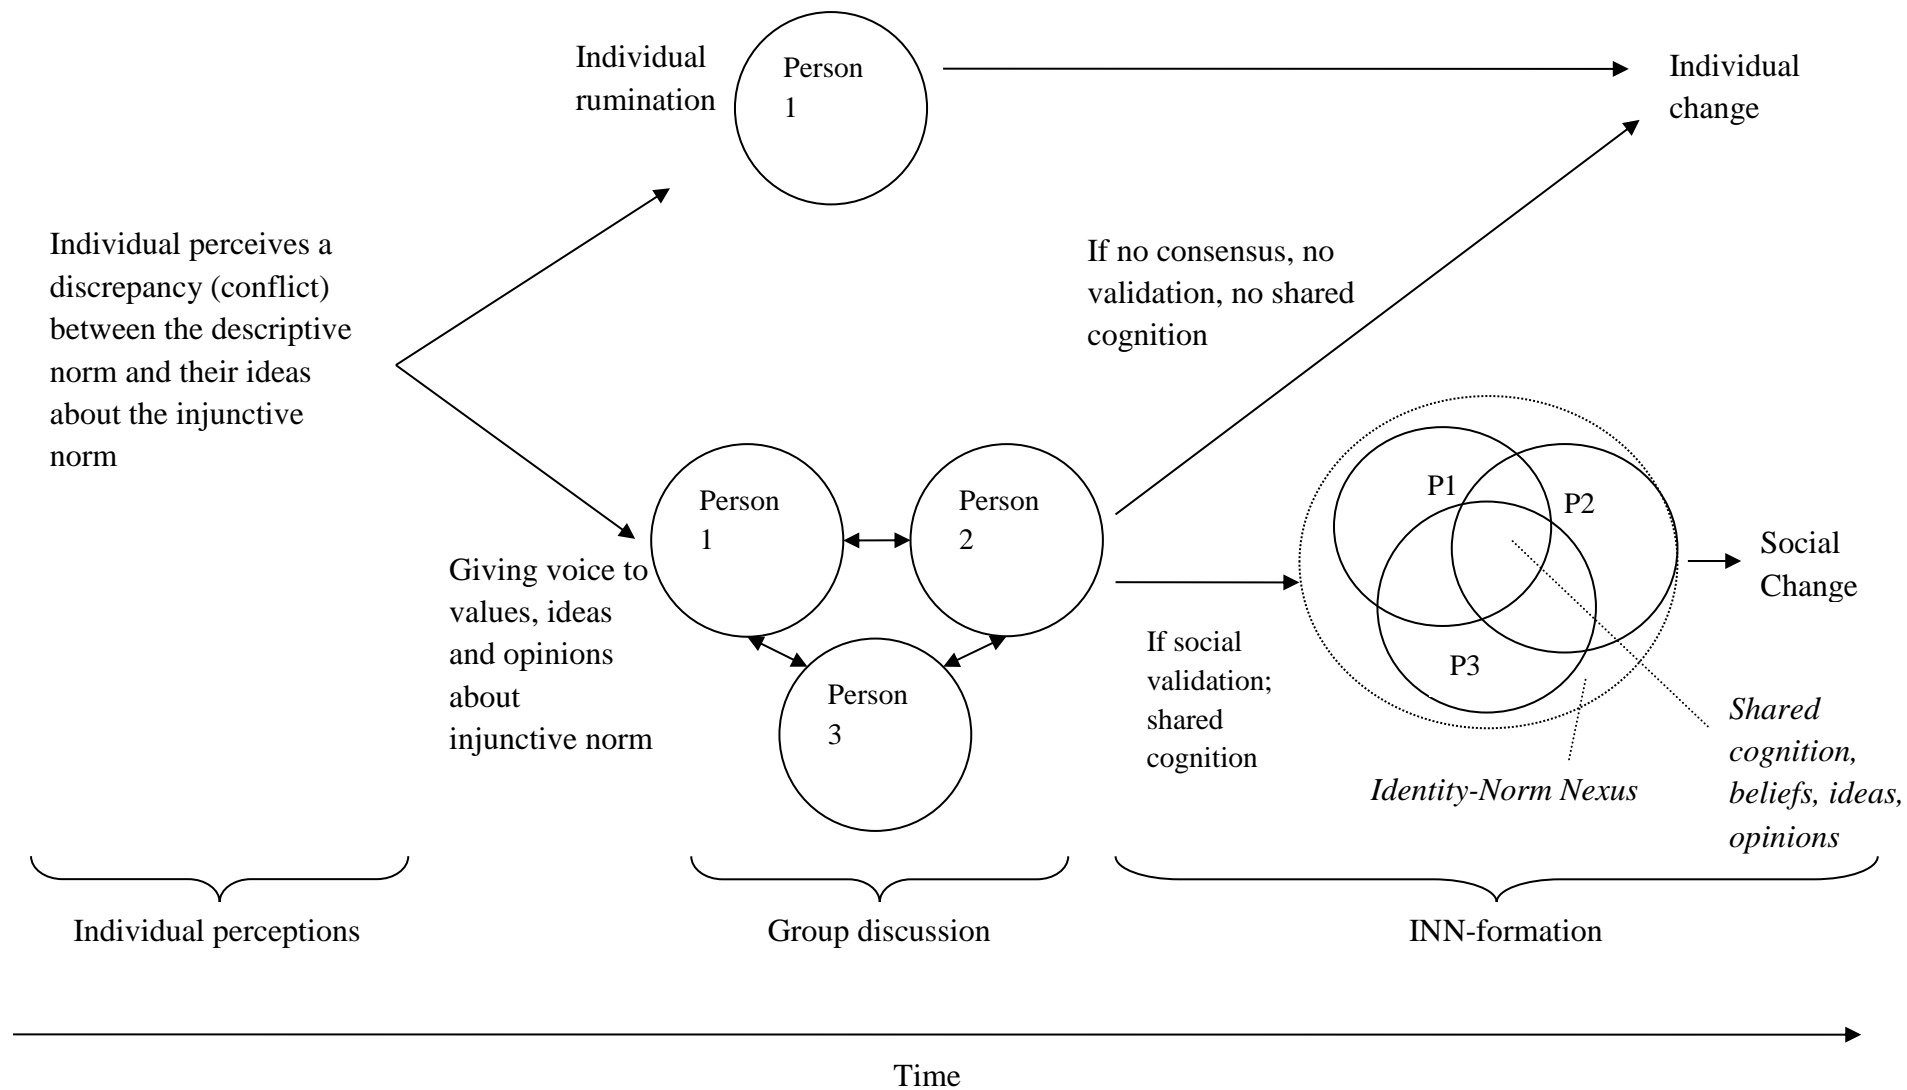 Individual
rumination
Person
1
Individual
change
Individual perceives a
discrepancy (conflict)
between the descriptive
norm and their ideas
about the injunctive
norm
If no consensus, no
validation, no shared
cognition
Giving voice to
values, ideas
and opinions
about
injunctive norm
Person
1
Person
2
Person
3
If social
validation;
shared
cognition
P1
P2
P3
Social
Change
Identity-Norm Nexus
Shared
cognition,
beliefs, ideas,
opinions
Individual perceptions
Group discussion
INN-formation
Time